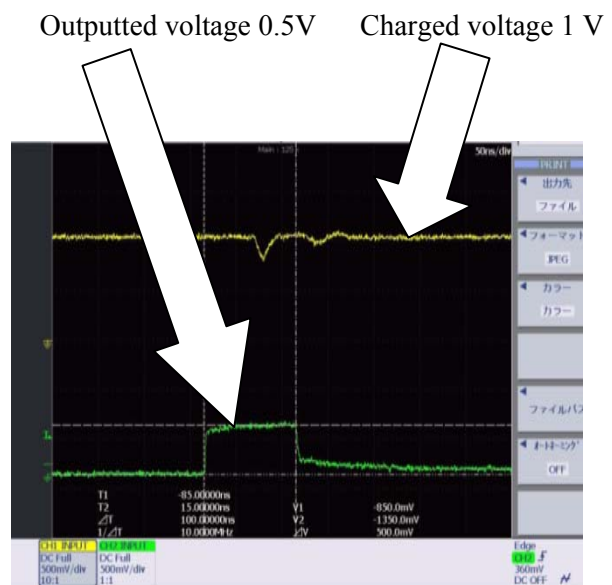 Outputted voltage 0.5V
Charged voltage 1 V
Main : 125
50ns/div
PRINT
出力先
ファイル
フォーマット
JPEG
カラー
カラー
ファイルパス
オートネーミング
OFF
T1 -85.00000ns
T2 15.00000ns V1 -850.0mV
⊿T 100.00000ns V2 -1350.0mV
1/⊿T 10.00000MHz ⊿V 500.0mV
CH1 INPUT
DC Full
500mV/div
10:1
CH2 INPUT
DC Full
500mV/div
1:1
Edge
CH2
360mV
DC OFF